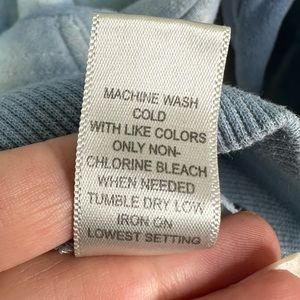 MACHINE WASH
COLD
WITH LIKE COLORS
ONLY NON-
CHLORINE BLEACH
WHEN NEEDED
TUMBLE DRY LOW
IRON ON
LOWEST SETTING